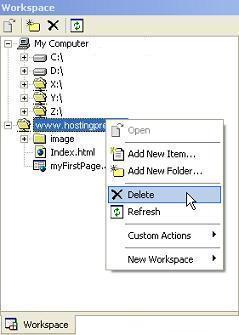 Workspace
My Computer
C:\
D:\
X:\
Y:\
Z:\
www.hostingpre
image
Index.html
myFirstPage..
Open
Add New Item...
Add New Folder...
Delete
Refresh
Custom Actions
New Workspace
Workspace